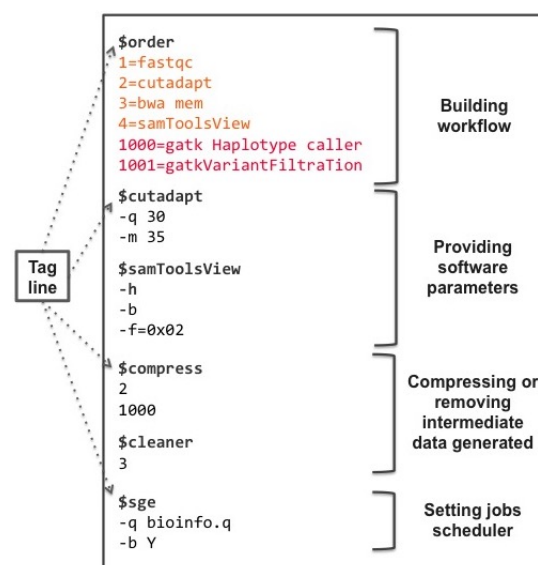 $order
1=fastqc
2=cutadapt
3=bwa mem
4=samToolsView
1000=gatk Haplotype caller
1001=gatkVariantFiltraTion
Building
workflow
$cutadapt
-q 30
-m 35
$samToolsView
-h
-b
-f=0x02
Providing
software
parameters
Tag
line
$compress
2
1000
$cleaner
3
Compressing or
removing
intermediate
data generated
$sge
-q bioinfo.q
-b Y
Setting jobs
scheduler